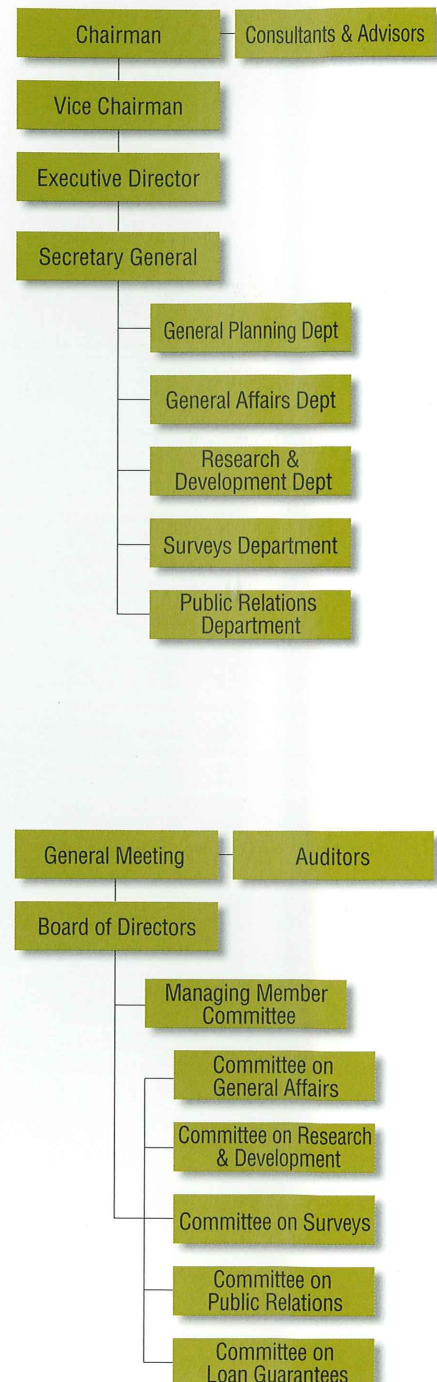 Chairman
Consultants & Advisors
Vice Chairman
Executive Director
Secretary General
General Planning Dept
General Affairs Dept
Research &
Development Dept
Surveys Department
Public Relations
Department
General Meeting
Auditors
Board of Directors
Managing Member
Committee
Committee on
General Affairs
Committee on Research
& Development
Committee on Surveys
Committee on
Public Relations
Committee on
Loan Guarantees